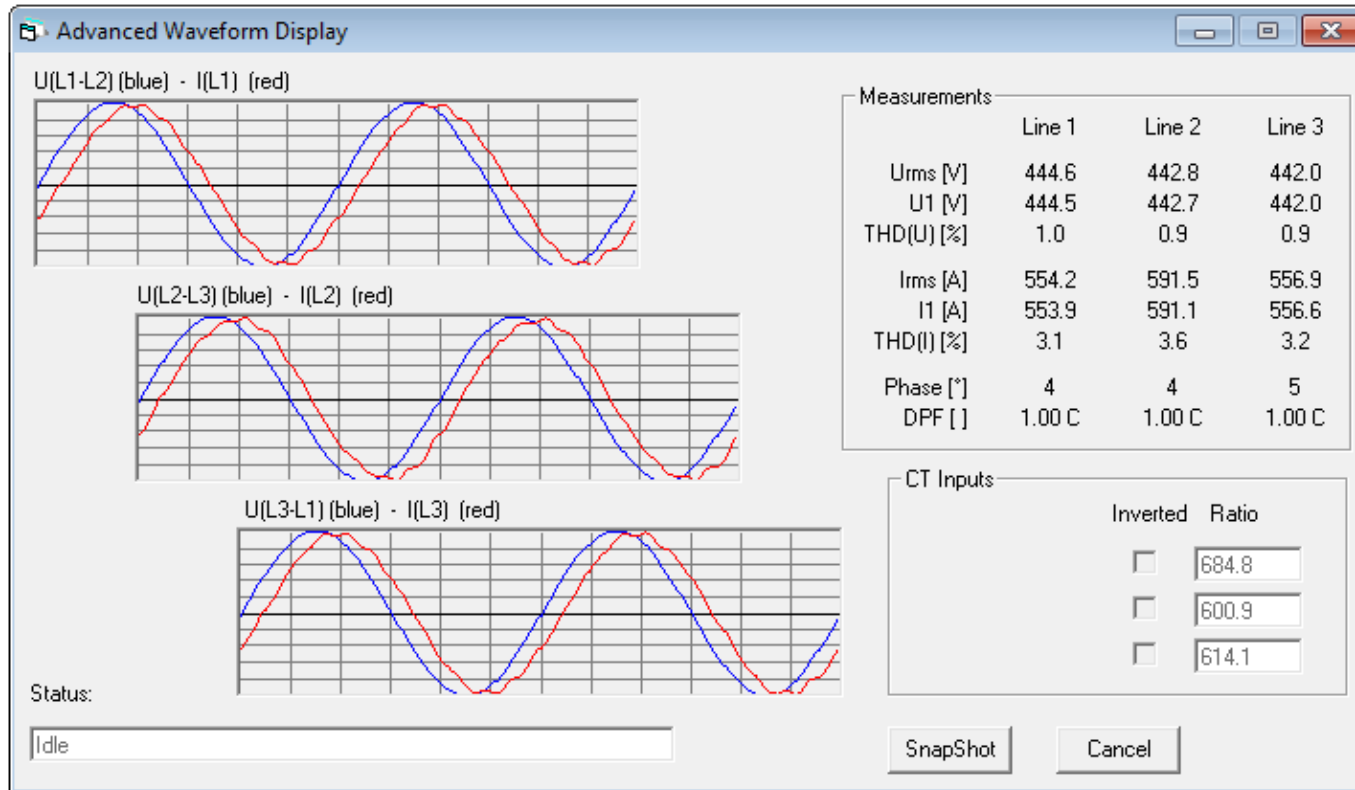 Advanced Waveform Display
U(L1-L2) (blue) - I(L1) (red)
U(L2-L3) (blue) - I(L2) (red)
U(L3-L1) (blue) - I(L3) (red)
Status:
Idle
Measurements
Line 1 Line 2 Line 3
Urms [V] 444.6 442.8 442.0
U1 [V] 444.5 442.7 442.0
THD(U) [%] 1.0 0.9 0.9
Irms [A] 554.2 591.5 556.9
I1 [A] 553.9 591.1 556.6
THD(I) [%] 3.1 3.6 3.2
Phase [°] 4 4 5
DPF [ ] 1.00 C 1.00 C 1.00 C
CT Inputs
Inverted Ratio
684.8
600.9
614.1
SnapShot Cancel